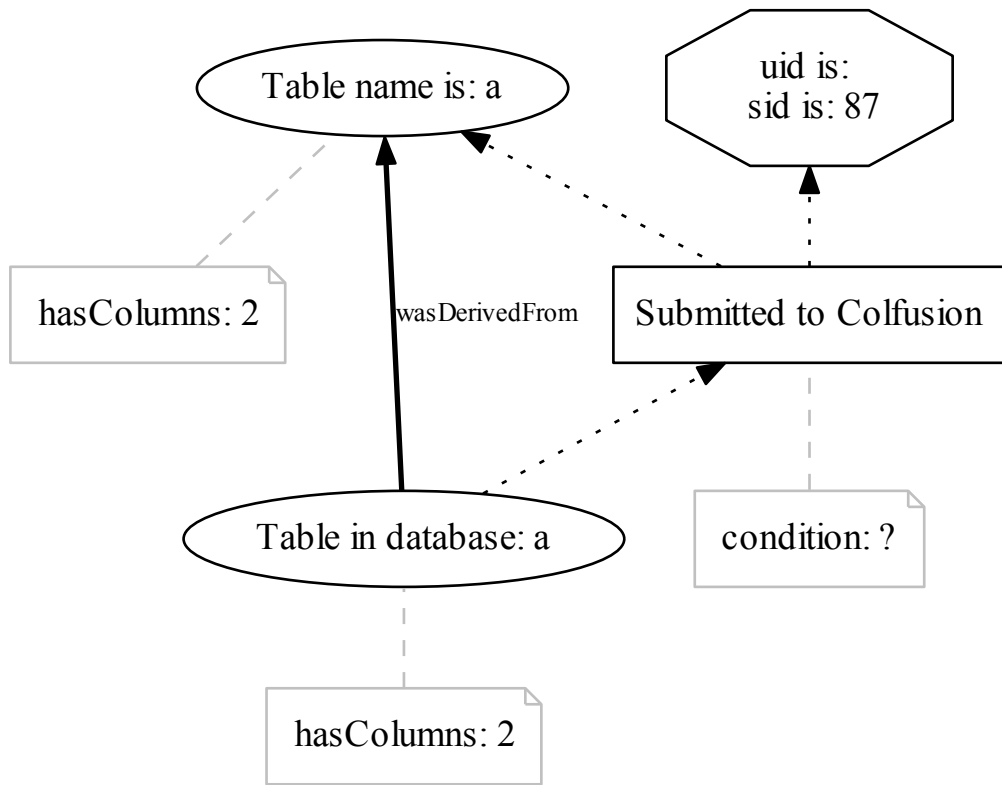 Table name is: a
uid is:
sid is: 87
hasColumns: 2
wasDerivedFrom
Submitted to Colfusion
Table in database: a
condition: ?
hasColumns: 2